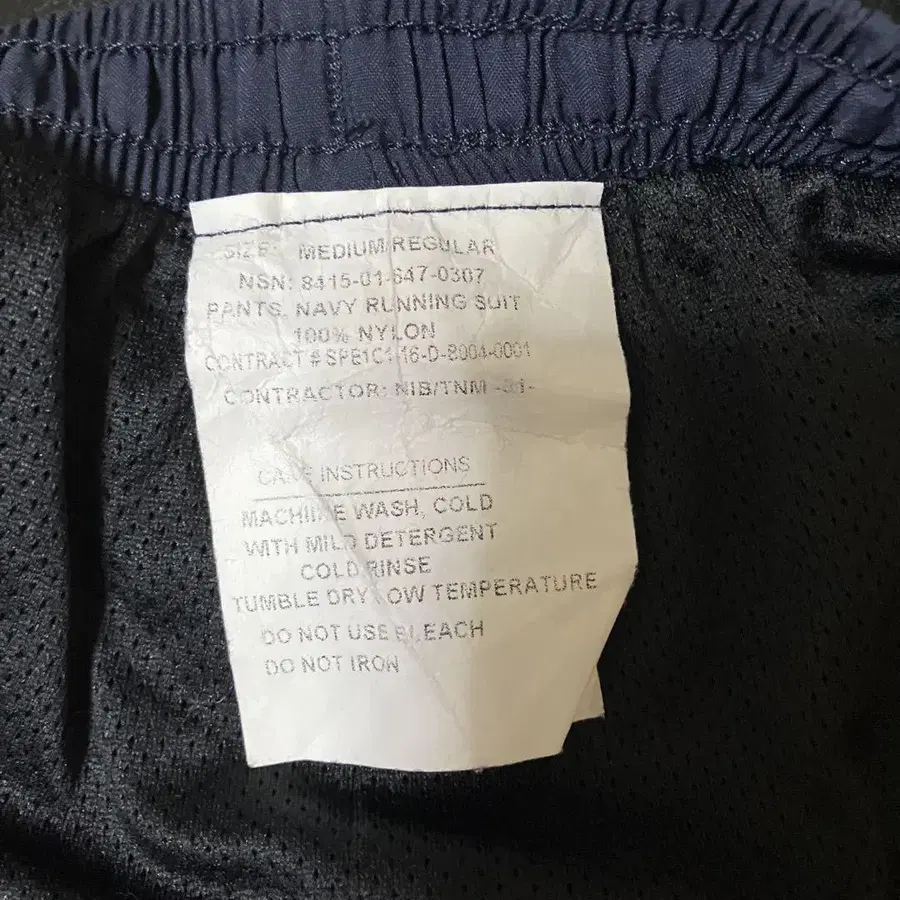 SIZE: MEDIUM/REGULAR
NSN: 8415-01-647-0307
PANTS, NAVY RUNNING SUIT
100% NYLON
CONTRACT # SPE1C1-16-D-B004-0001
CONTRACTOR: NIB/TNM -31-
CARE INSTRUCTIONS
MACHINE WASH, COLD
WITH MILD DETERGENT
COLD RINSE
TUMBLE DRY LOW TEMPERATURE
DO NOT USE BLEACH
DO NOT IRON